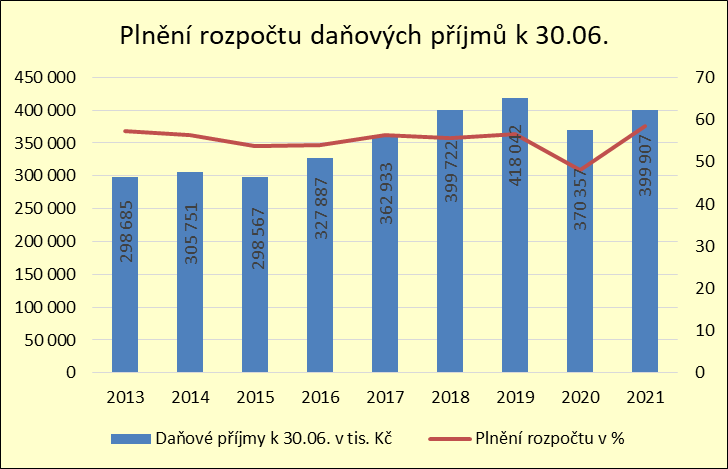 Plnění rozpočtu daňových příjmů k 30.06.
450 000 70
400 000 60
350 000 50
300 000 40
250 000 30
200 000 20
150 000 10
100 000 0
50 000
0
298 685 305 751 298 567 327 887 362 933 399 722 418 042 370 357 399 907
2013 2014 2015 2016 2017 2018 2019 2020 2021
Daňové příjmy k 30.06. v tis. Kč Plnění rozpočtu v %